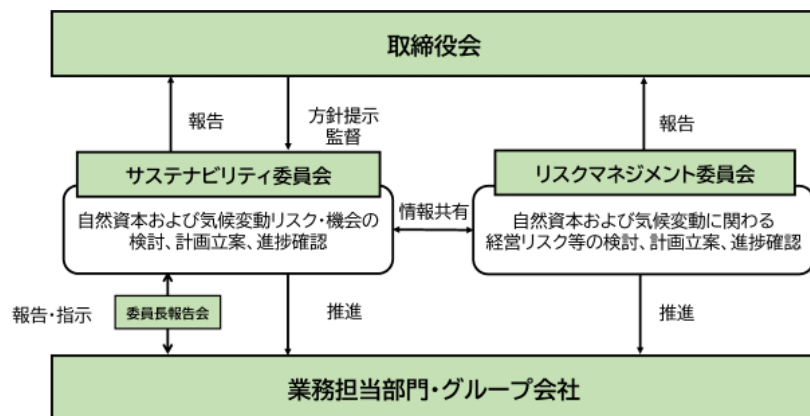 取締役会
報告
方針提示
監督
報告
サステナビリティ委員会
リスクマネジメント委員会
自然資本および気候変動リスク・機会の
検討、計画立案、進捗確認
情報共有
自然資本および気候変動に関わる
経営リスク等の検討、計画立案、進捗確認
報告・指示
委員長報告会
推進
推進
業務担当部門・グループ会社